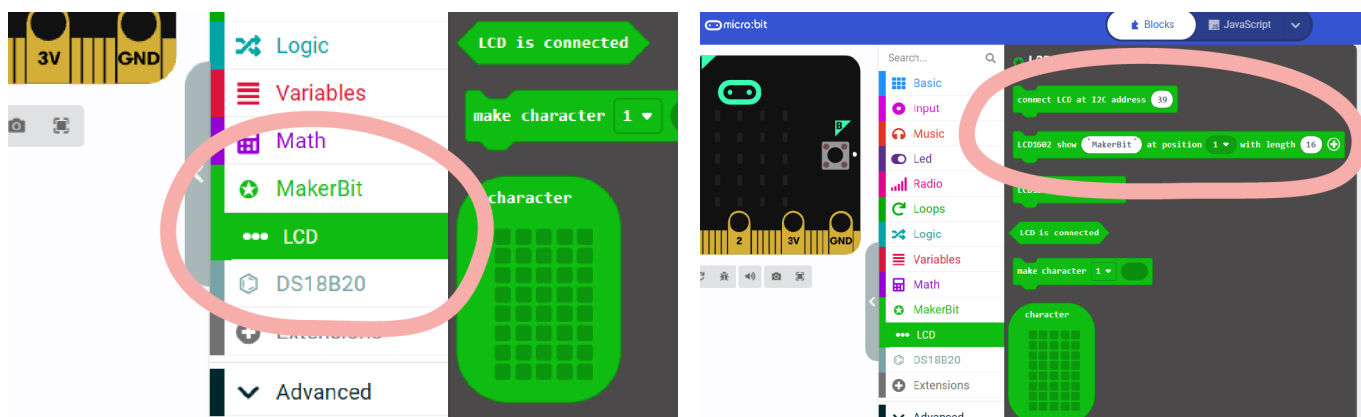 3V
GND
Logic
Variables
Math
MakerBit
LCD
DS18B20
Extensions
Advanced
LCD is connected
make character 1
character
micro:bit
Blocks
JavaScript
B
2
3V
GND
Search...
Basic
Input
Music
Led
Radio
Loops
Logic
Variables
Math
MakerBit
LCD
DS18B20
Extensions
Advanced
LCD
connect LCD at I2C address 39
LCD1602 show `MakerBit` at position 1 with length 16
LCD is connected
make character 1
character